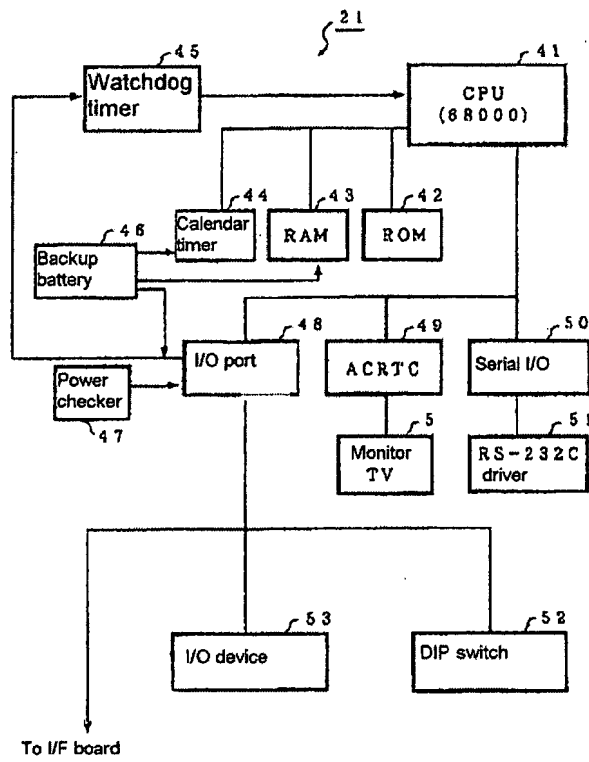 21
45
Watchdog
timer
41
CPU
(68000)
44
Calendar
timer
43
RAM
42
ROM
46
Backup
battery
48
I/O port
49
ACRTC
50
Serial I/O
Power
checker
47
5
Monitor
TV
51
RS-232C
driver
53
I/O device
52
DIP switch
To I/F board